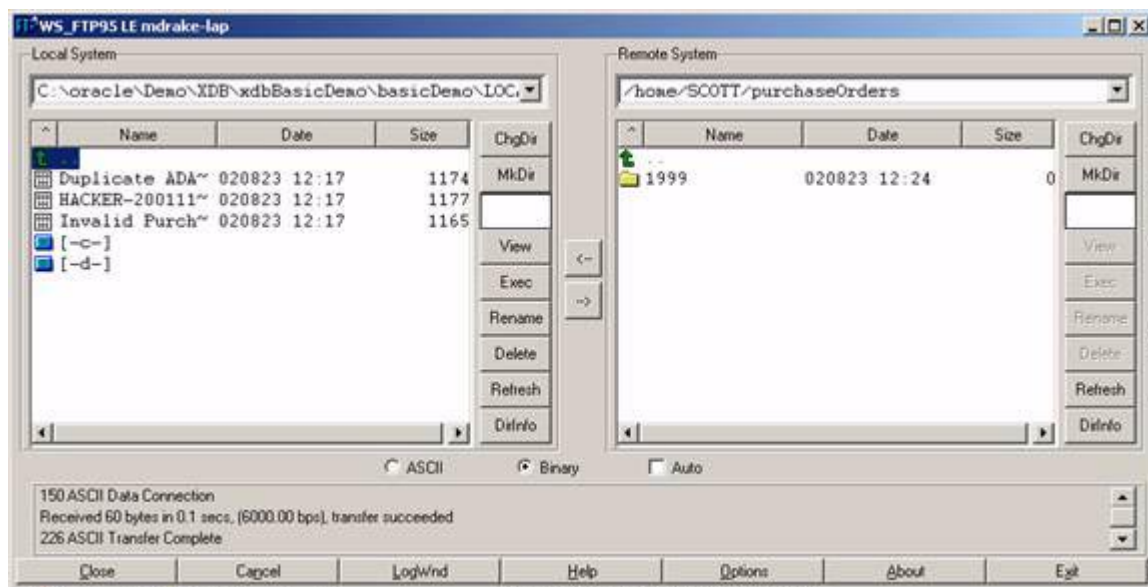 WS_FTP95 LE mdrake-lap
Local System
C:\oracle\Demo\XDB\xdbBasicDemo\basicDemo\LOCA
^ Name Date Size
..
Duplicate ADA~ 020823 12:17 1174
HACKER-200111~ 020823 12:17 1177
Invalid Purch~ 020823 12:17 1165
[-c-]
[-d-]
ChgDir
MkDir
View
Exec
Rename
Delete
Refresh
DirInfo
<--
-->
Remote System
/home/SCOTT/purchaseOrders
^ Name Date Size
..
1999 020823 12:24 0
ChgDir
MkDir
View
Exec
Rename
Delete
Refresh
DirInfo
ASCII Binary Auto
150 ASCII Data Connection
Received 60 bytes in 0.1 secs, (6000.00 bps), transfer succeeded
226 ASCII Transfer Complete
Close Cancel LogWnd Help Options About Exit